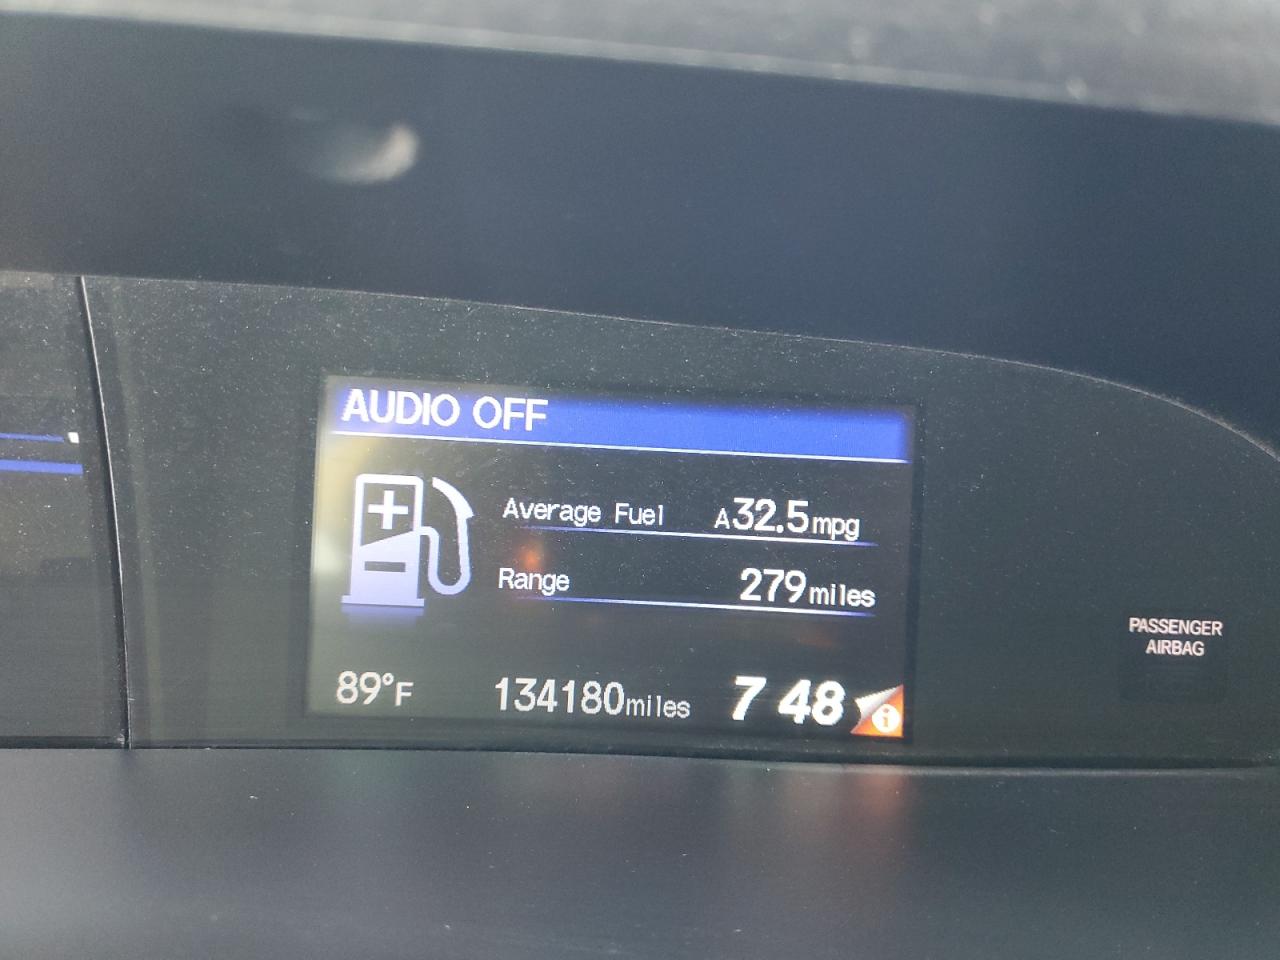 AUDIO OFF
Average Fuel A32.5mpg
Range 279miles
89°F 134180miles 7 48
PASSENGER
AIRBAG